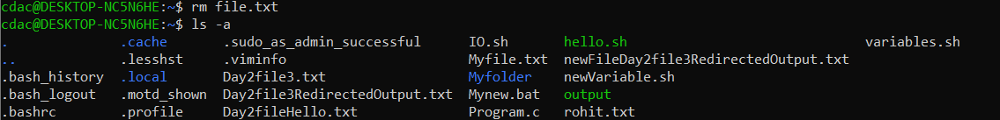 cdac@DESKTOP-NC5N6HE:~$ rm file.txt
cdac@DESKTOP-NC5N6HE:~$ ls -a
. .cache .sudo_as_admin_successful IO.sh hello.sh variables.sh
.. .lesshst .viminfo Myfile.txt newFileDay2file3RedirectedOutput.txt
.bash_history .local Day2file3.txt Myfolder newVariable.sh
.bash_logout .motd_shown Day2file3RedirectedOutput.txt Mynew.bat output
.bashrc .profile Day2fileHello.txt Program.c rohit.txt